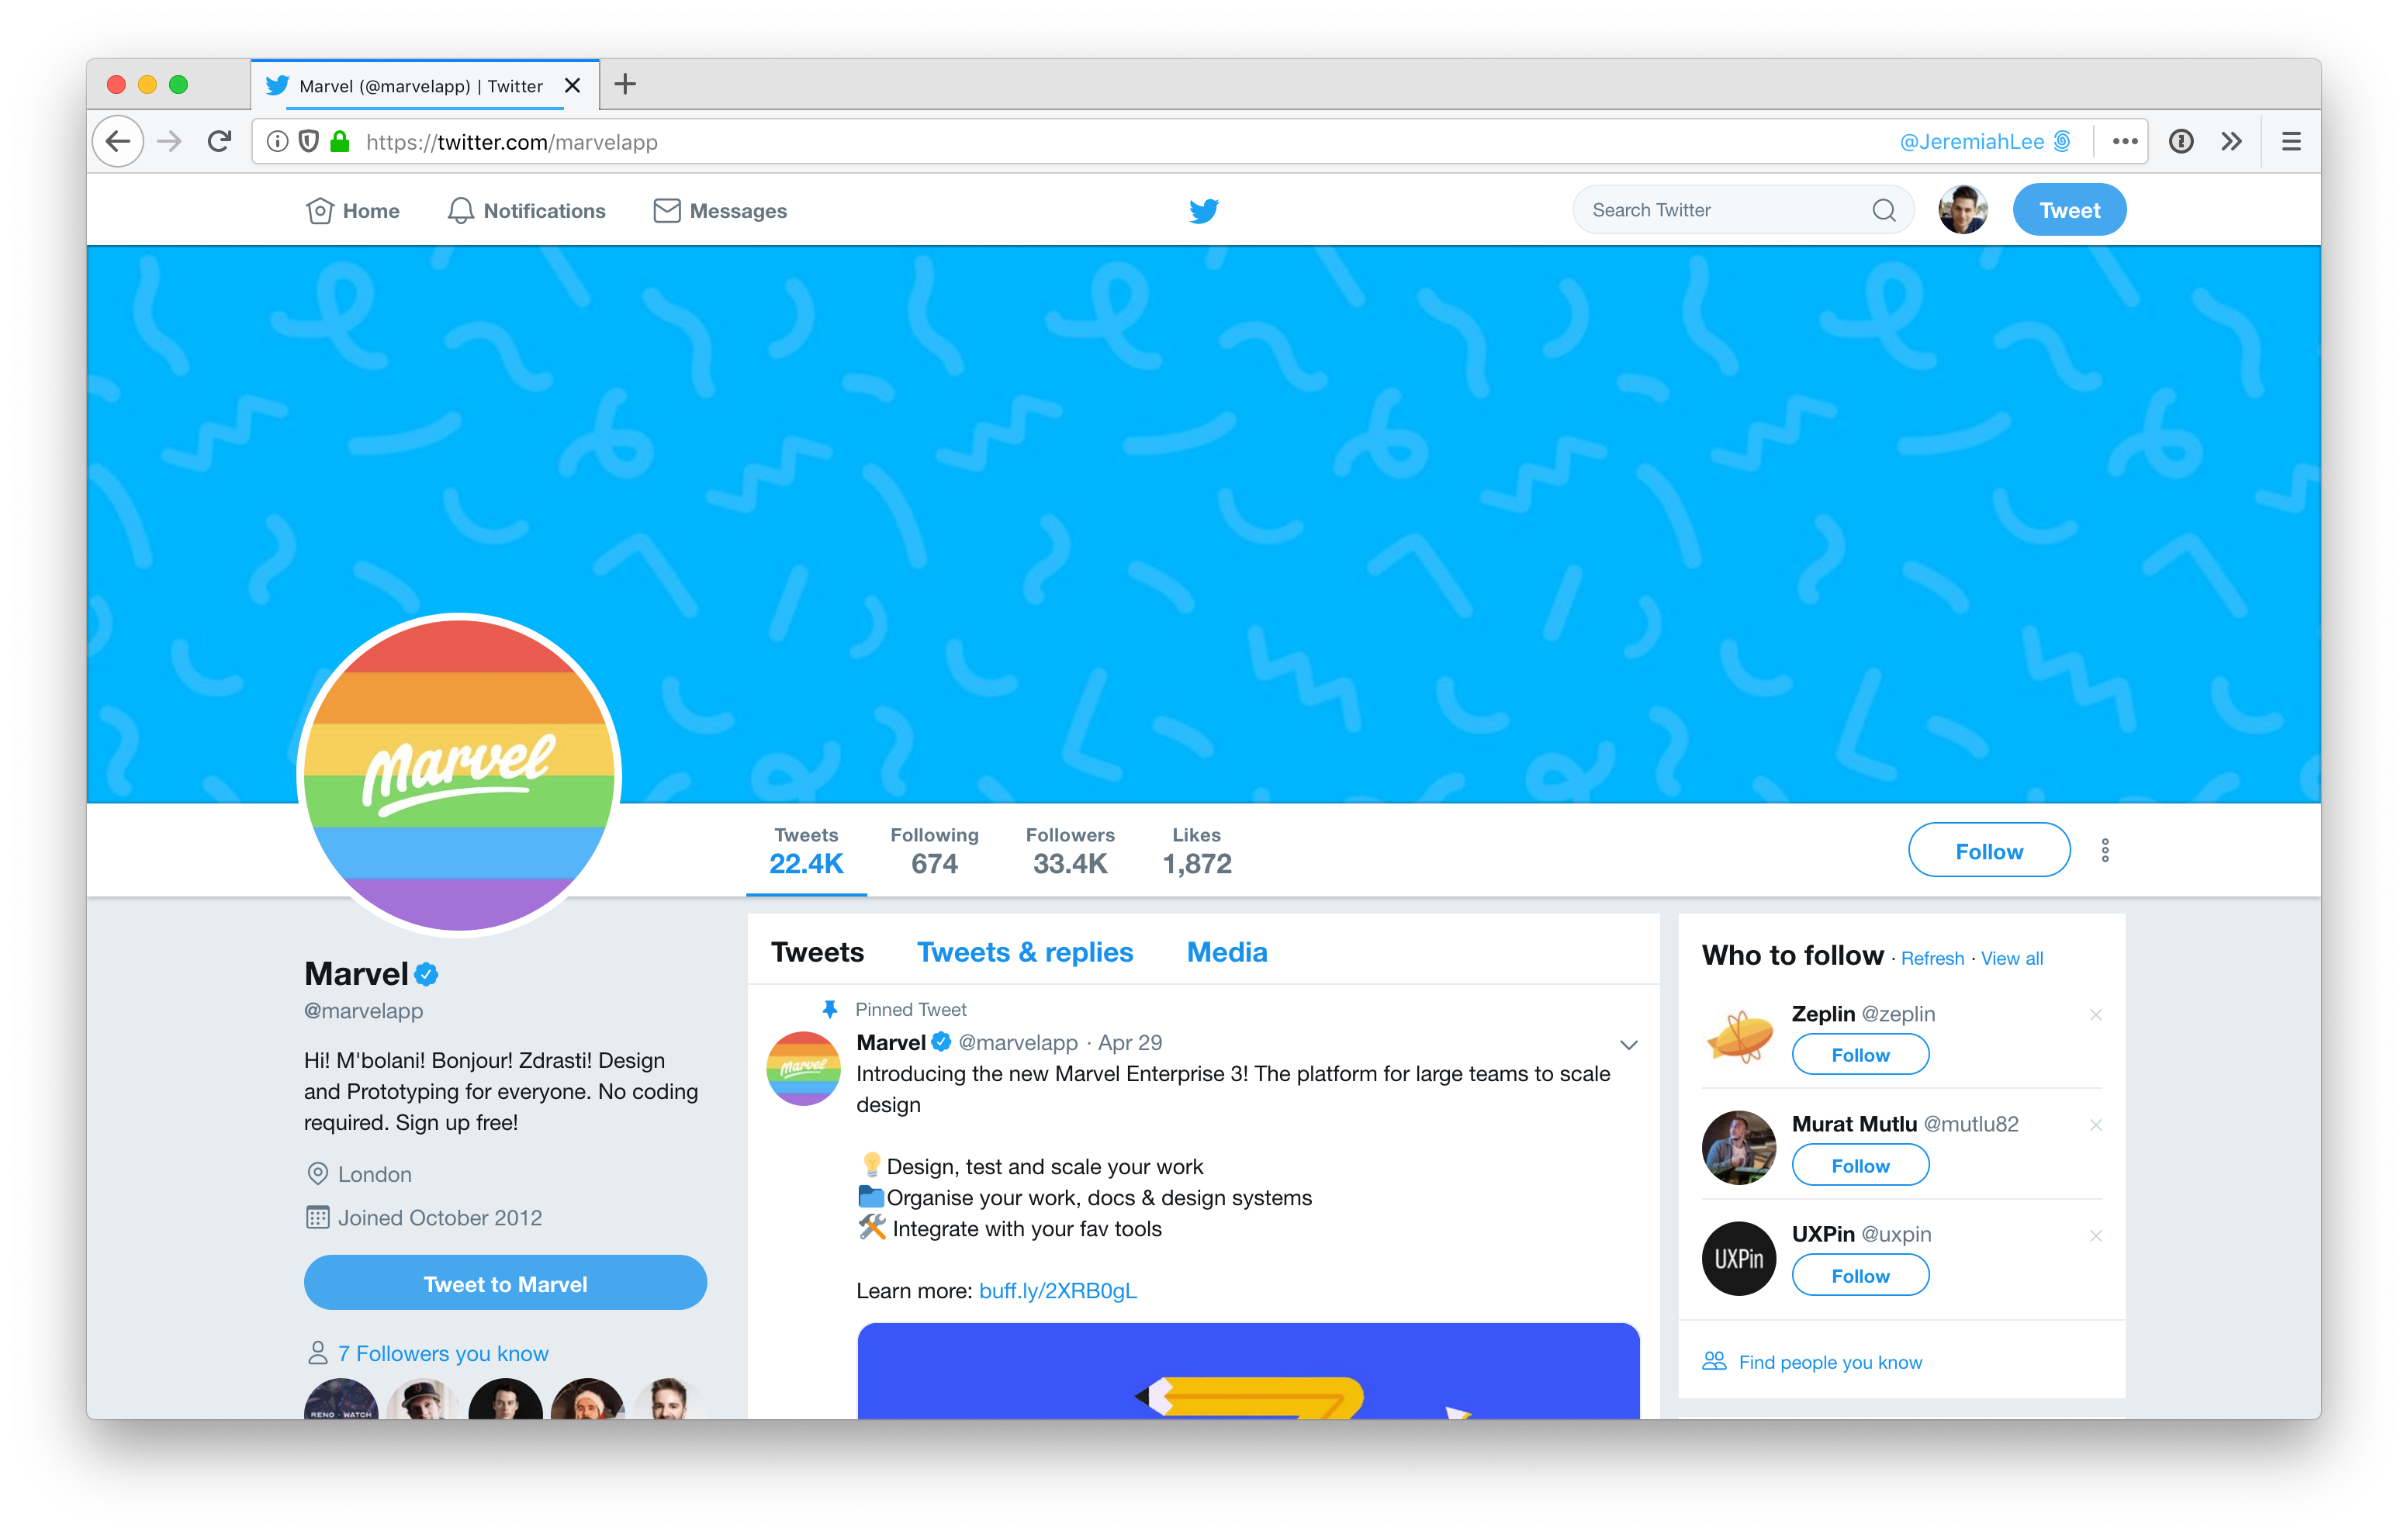 Marvel (@marvelapp) | Twitter
https://twitter.com/marvelapp
@JeremiahLee
Home
Notifications
Messages
Search Twitter
Tweet
Marvel
Tweets
22.4K
Following
674
Followers
33.4K
Likes
1,872
Follow
Marvel
@marvelapp
Hi! M'bolani! Bonjour! Zdrasti! Design
and Prototyping for everyone. No coding
required. Sign up free!
London
Joined October 2012
Tweet to Marvel
7 Followers you know
RENO · WATCH
Tweets
Tweets & replies
Media
Pinned Tweet
Marvel
Marvel @marvelapp · Apr 29
Introducing the new Marvel Enterprise 3! The platform for large teams to scale
design
💡Design, test and scale your work
📁Organise your work, docs & design systems
🛠 Integrate with your fav tools
Learn more: buff.ly/2XRB0gL
Who to follow · Refresh · View all
Zeplin @zeplin
Follow
Murat Mutlu @mutlu82
Follow
UXPin
UXPin @uxpin
Follow
Find people you know